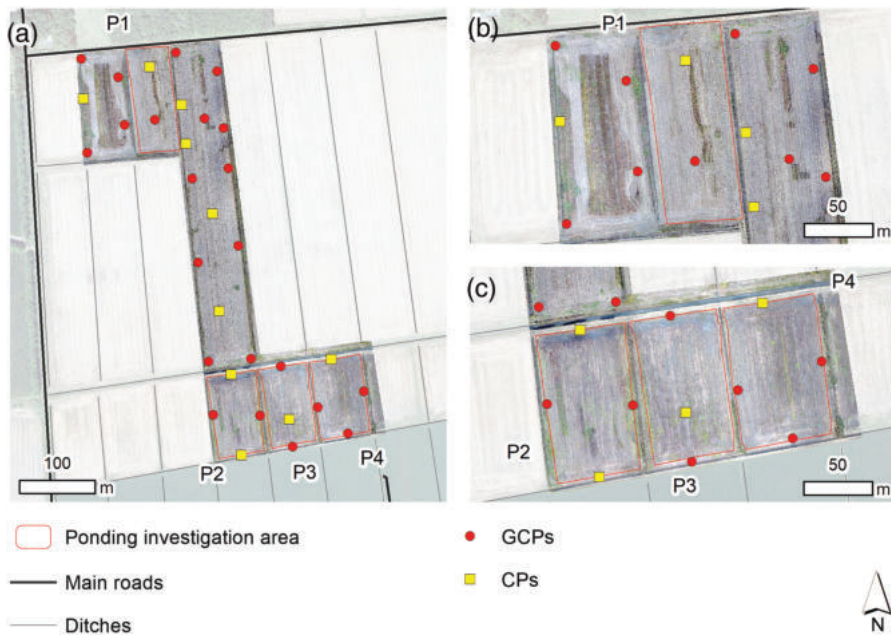 (a)
P1
P2
P3
P4
100
m
(b)
P1
50
m
(c)
P4
P2
P3
50
m
Ponding investigation area
GCPs
Main roads
CPs
Ditches
N